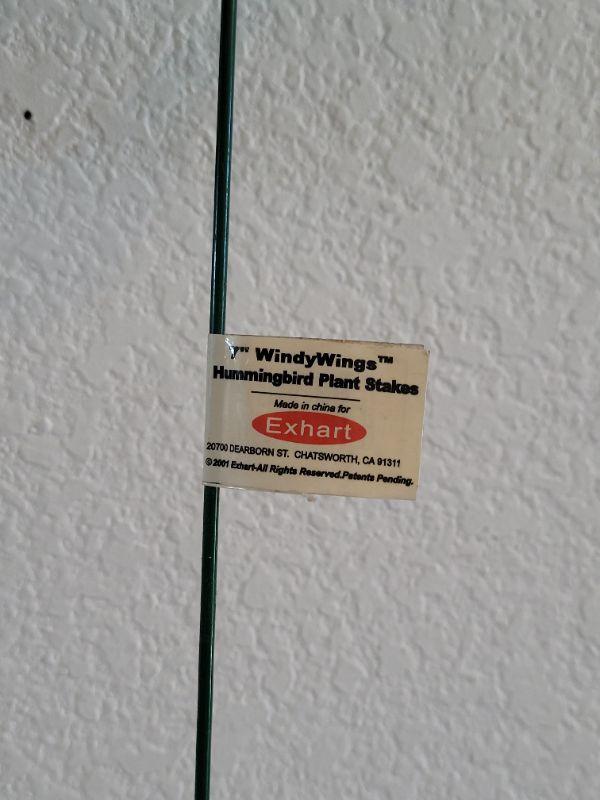 7" WindyWings™
Hummingbird Plant Stakes
Made in china for
Exhart
20700 DEARBORN ST. CHATSWORTH, CA 91311
©2001 Exhart-All Rights Reserved.Patents Pending.